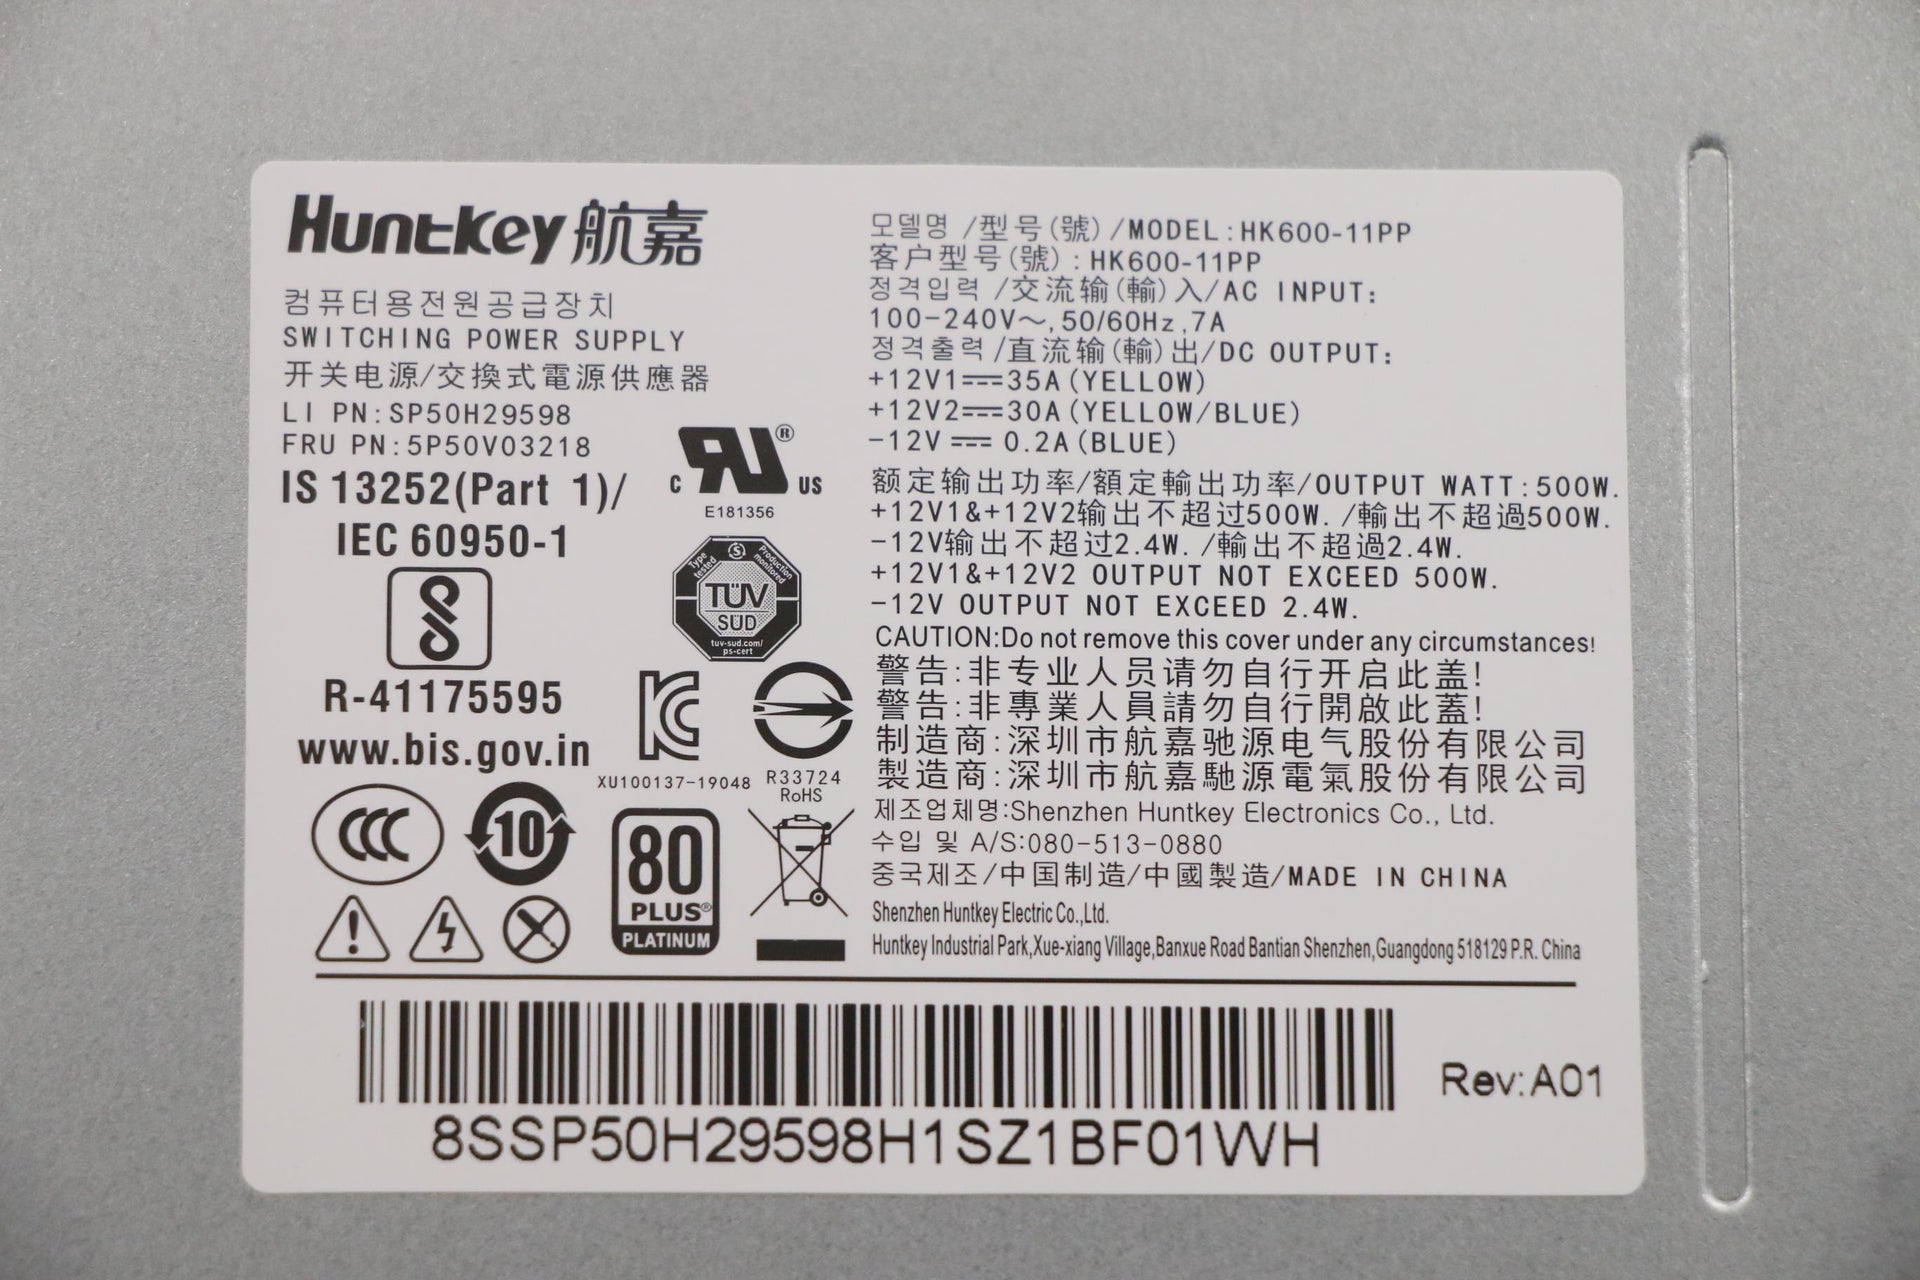 Huntkey 航嘉
컴퓨터용전원공급장치
SWITCHING POWER SUPPLY
开关电源/交換式電源供應器
LI PN:SP50H29598
FRU PN:5P50V03218
IS 13252(Part 1)/
IEC 60950-1
R-41175595
www.bis.gov.in
C RU ® US
E181356
Type tested
Production monitored
TÜV
SÜD
tuv-sud.com/
ps-cert
XU100137-19048
R33724
RoHS
CCC
10
80
PLUS®
PLATINUM
모델명 /型号(號) /MODEL:HK600-11PP
客户型号(號):HK600-11PP
정격입력 /交流输(輸)入/AC INPUT:
100-240V～,50/60Hz,7A
정격출력 /直流输(輸)出/DC OUTPUT:
+12V1⎓35A(YELLOW)
+12V2⎓30A(YELLOW/BLUE)
-12V ⎓ 0.2A(BLUE)
额定输出功率/額定輸出功率/OUTPUT WATT:500W.
+12V1&+12V2输出不超过500W. /輸出不超過500W.
-12V输出不超过2.4W. /輸出不超過2.4W.
+12V1&+12V2 OUTPUT NOT EXCEED 500W.
-12V OUTPUT NOT EXCEED 2.4W.
CAUTION:Do not remove this cover under any circumstances!
警告:非专业人员请勿自行开启此盖!
警告:非專業人員請勿自行開啟此蓋!
制造商:深圳市航嘉驰源电气股份有限公司
製造商:深圳市航嘉馳源電氣股份有限公司
제조업체명:Shenzhen Huntkey Electronics Co., Ltd.
수입 및 A/S:080-513-0880
중국제조/中国制造/中國製造/MADE IN CHINA
Shenzhen Huntkey Electric Co.,Ltd.
Huntkey Industrial Park,Xue-xiang Village,Banxue Road Bantian Shenzhen,Guangdong 518129 P.R. China
Rev:A01
8SSP50H29598H1SZ1BF01WH